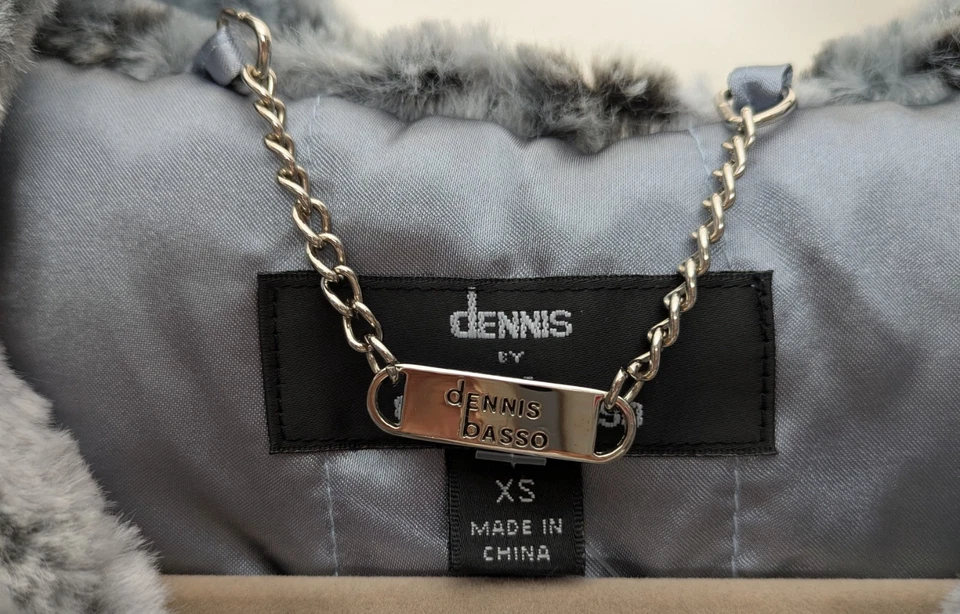 dENNIS
BY
dENNIS
bASSO
XS
MADE IN
CHINA